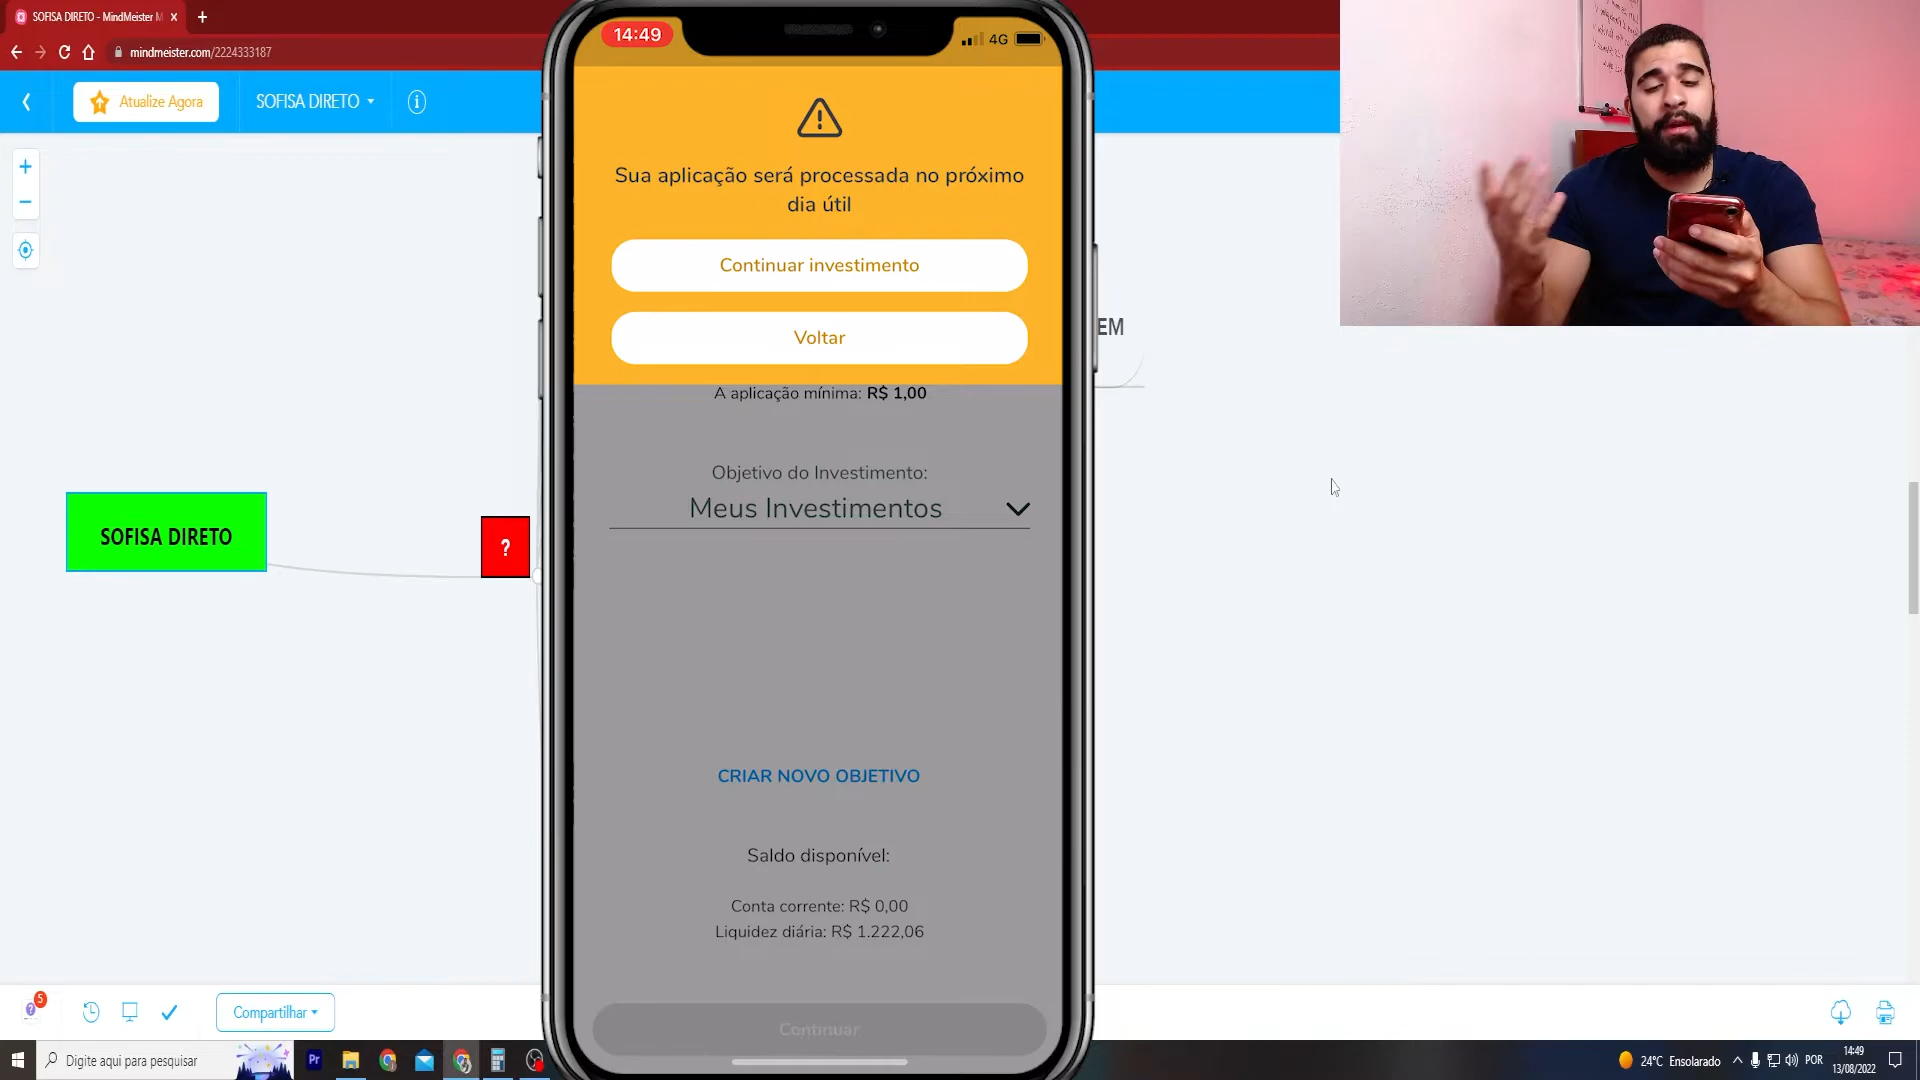 SOFISA DIRETO - MindMeister M
mindmeister.com/2224333187
Atualize Agora
SOFISA DIRETO
14:49
4G
Sua aplicação será processada no próximo
dia útil
Continuar investimento
Voltar
A aplicação mínima: R$ 1,00
Objetivo do Investimento:
Meus Investimentos
CRIAR NOVO OBJETIVO
Saldo disponível:
Conta corrente: R$ 0,00
Liquidez diária: R$ 1.222,06
Continuar
EM
SOFISA DIRETO
?
5
Compartilhar
Digite aqui para pesquisar
Pr
24°C Ensolarado
POR
14:49
13/08/2022